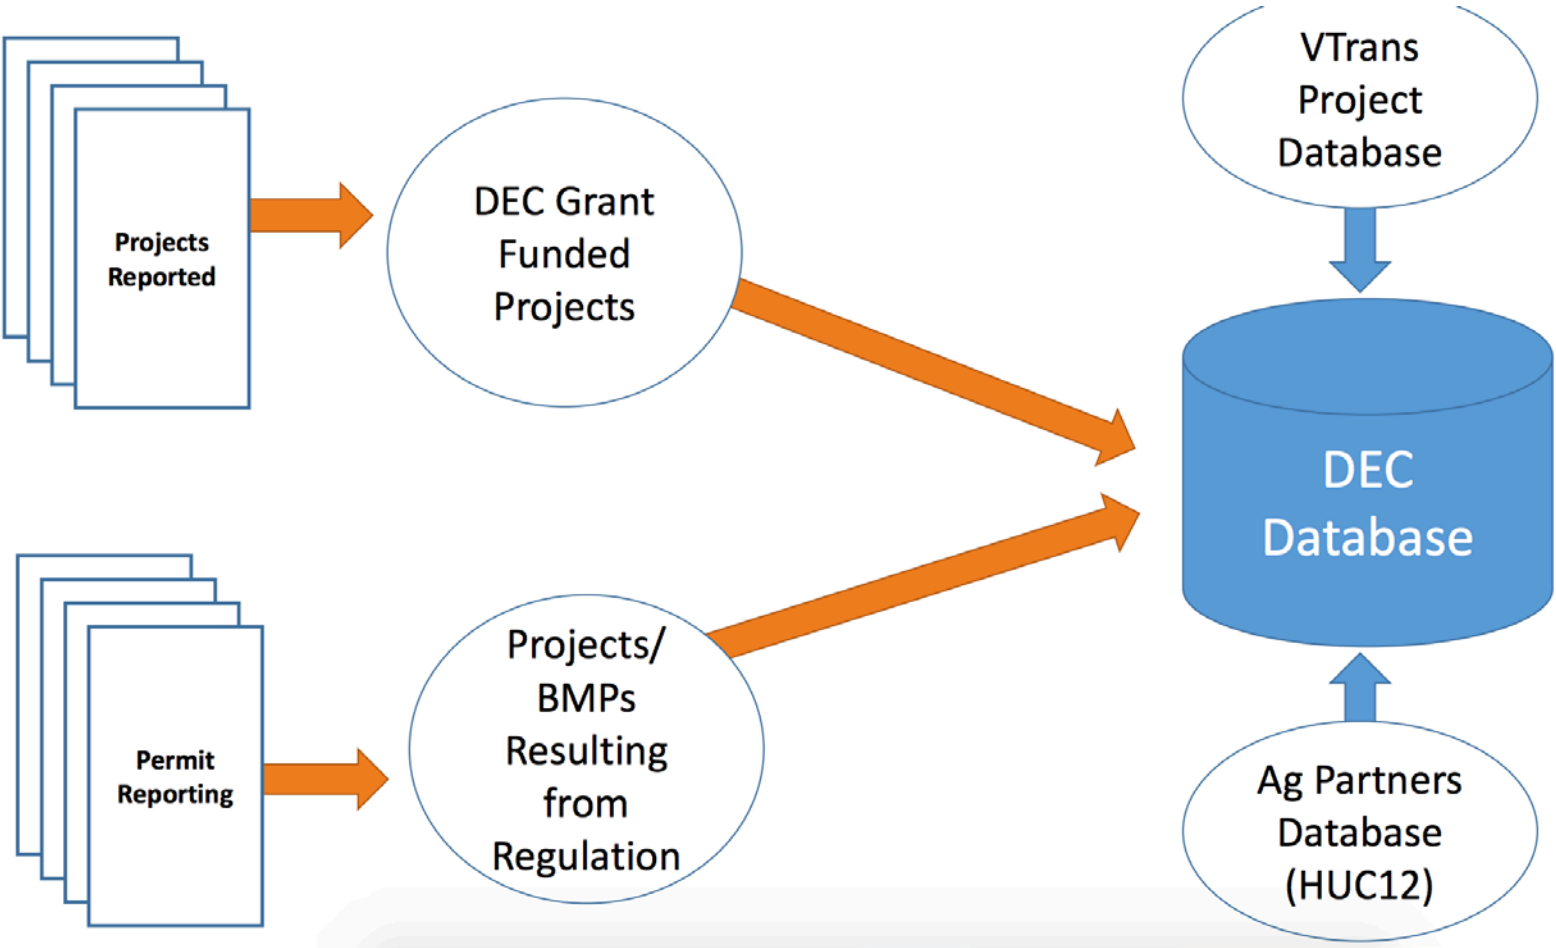 Projects
Reported
DEC Grant
Funded
Projects
VTrans
Project
Database
DEC
Database
Permit
Reporting
Projects/
BMPs
Resulting
from
Regulation
Ag Partners
Database
(HUC12)